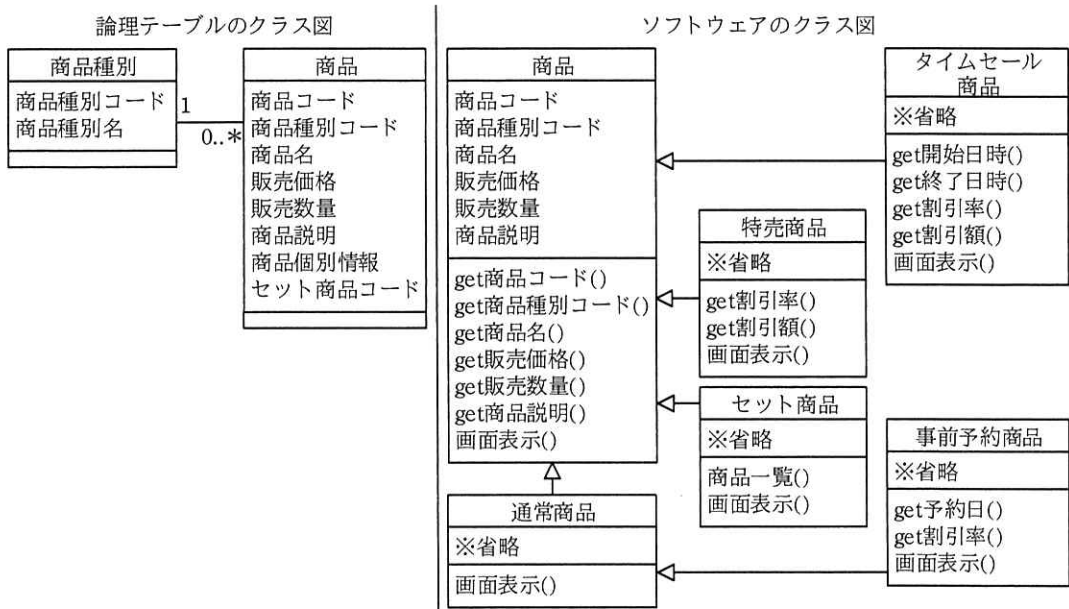 論理テーブルのクラス図
商品種別
商品種別コード
商品種別名
1
0..*
商品
商品コード
商品種別コード
商品名
販売価格
販売数量
商品説明
商品個別情報
セット商品コード
ソフトウェアのクラス図
商品
商品コード
商品種別コード
商品名
販売価格
販売数量
商品説明
get商品コード()
get商品種別コード()
get商品名()
get販売価格()
get販売数量()
get商品説明()
画面表示()
通常商品
※省略
画面表示()
特売商品
※省略
get割引率()
get割引額()
画面表示()
セット商品
※省略
商品一覧()
画面表示()
タイムセール
商品
※省略
get開始日時()
get終了日時()
get割引率()
get割引額()
画面表示()
事前予約商品
※省略
get予約日()
get割引率()
画面表示()